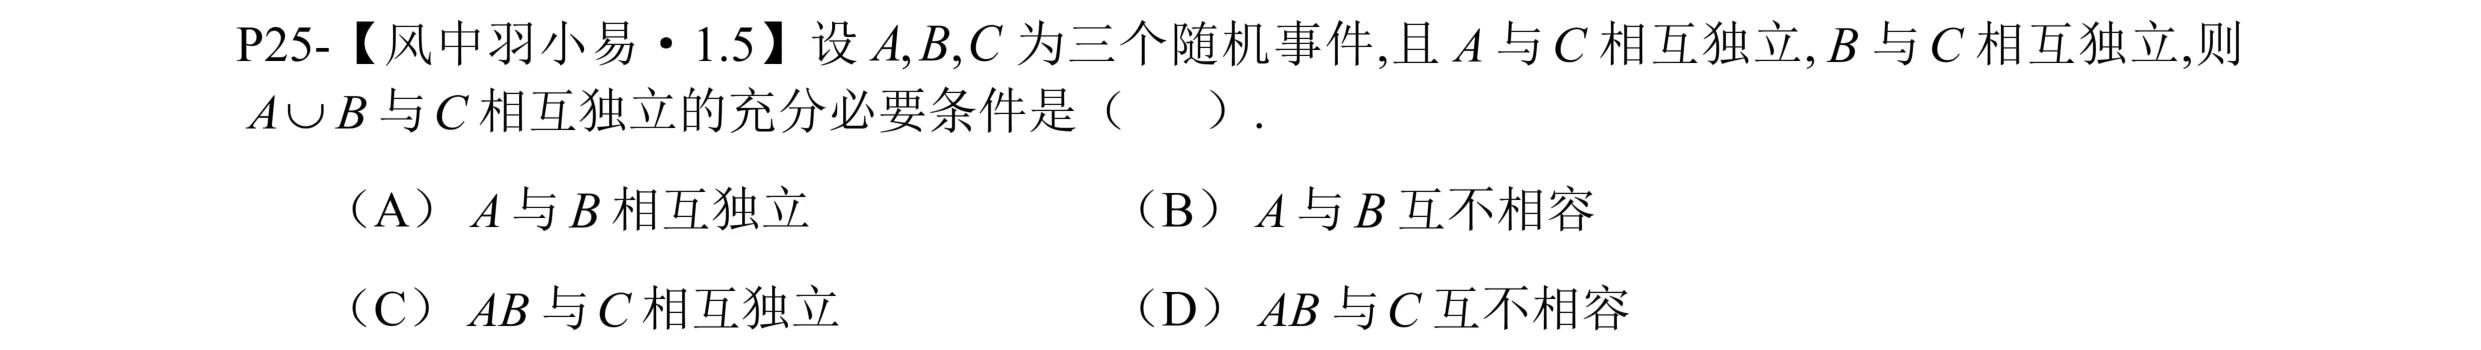 P25-【风中羽小易·1.5】设 A,B,C 为三个随机事件,且 A 与 C 相互独立, B 与 C 相互独立,则
A∪B 与 C 相互独立的充分必要条件是（　　）.
（A） A 与 B 相互独立　　（B） A 与 B 互不相容
（C） AB 与 C 相互独立　　（D） AB 与 C 互不相容